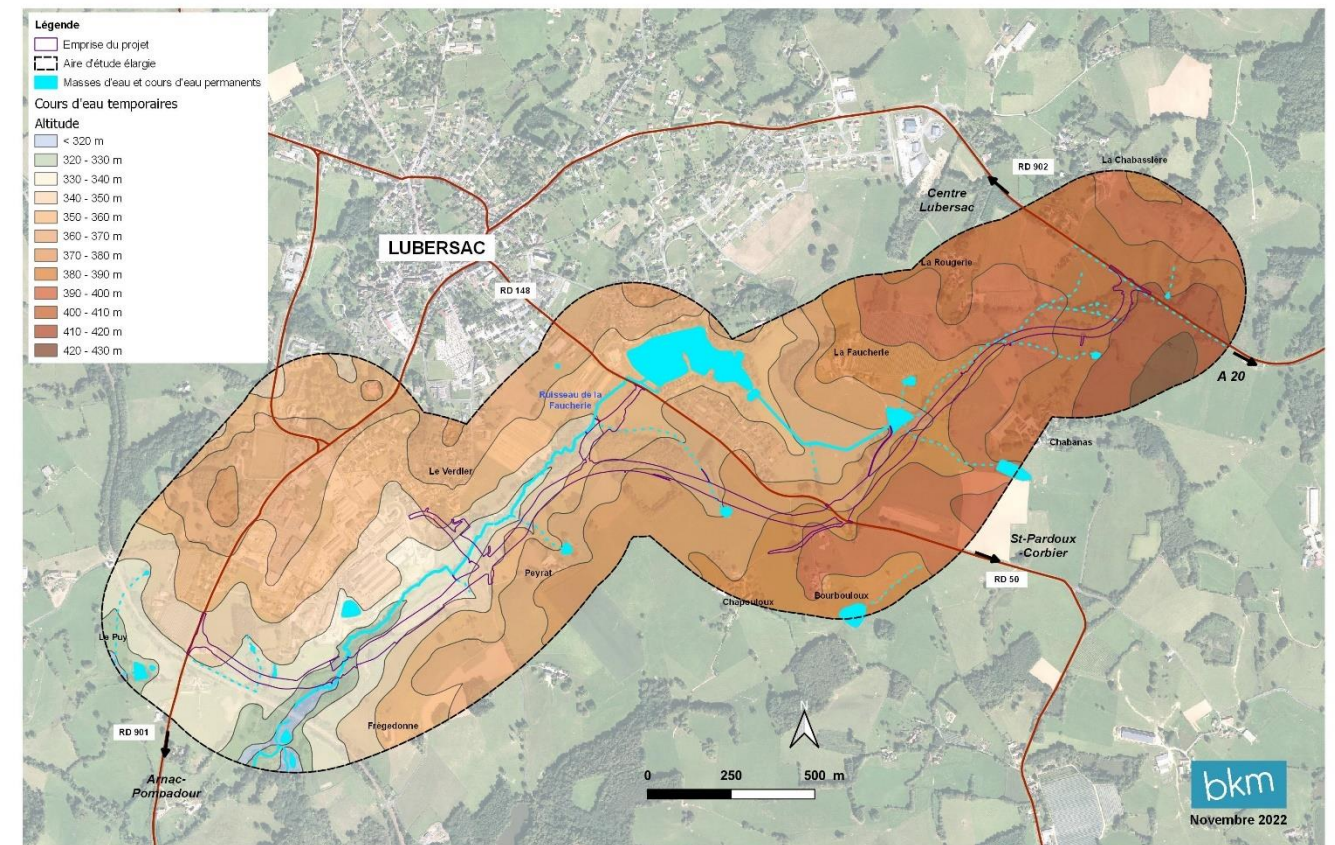 Légende
Emprise du projet
Aire d'étude élargie
Masses d'eau et cours d'eau permanents
Cours d'eau temporaires
Altitude
< 320 m
320 - 330 m
330 - 340 m
340 - 350 m
350 - 360 m
360 - 370 m
370 - 380 m
380 - 390 m
390 - 400 m
400 - 410 m
410 - 420 m
420 - 430 m
La Chabassière
RD 902
Centre
Lubersac
LUBERSAC
La Rougerie
RD 148
La Faucherie
A 20
Ruisseau de la
Faucherie
Chabanas
Le Verdier
St-Pardoux
-Corbier
Peyrat
RD 50
Chapouloux
Bourbouloux
Le Puy
Frégedonne
N
RD 901
Arnac-
Pompadour
0 250 500 m
bkm
Novembre 2022